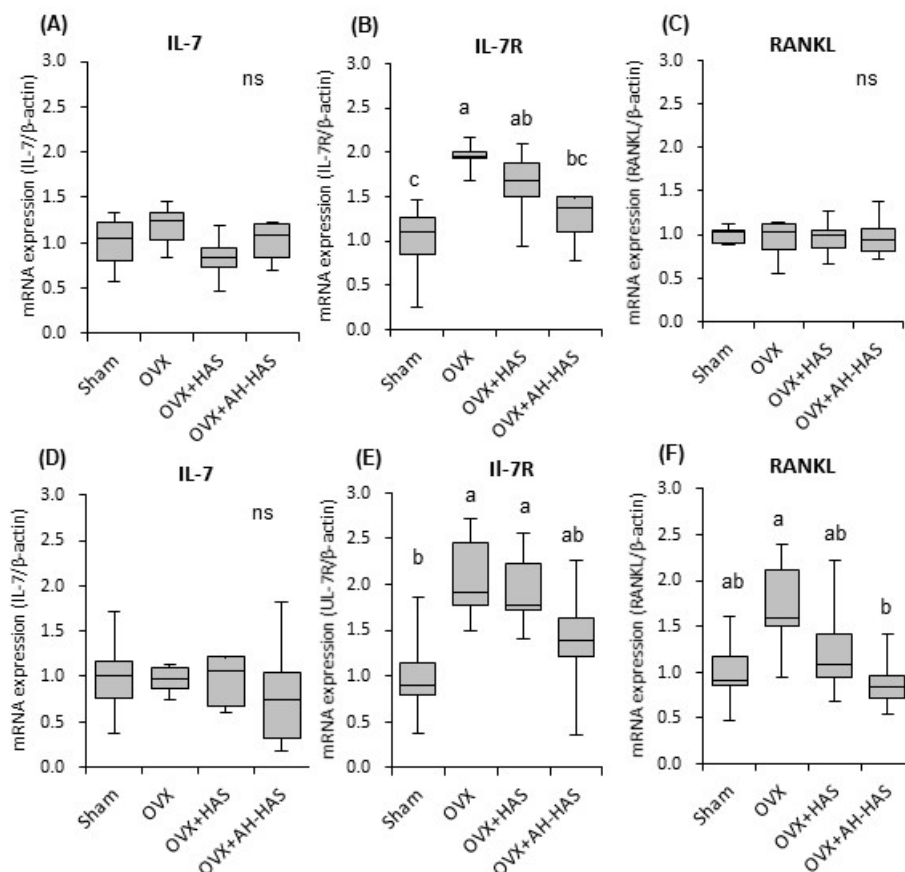 (A)
IL-7
mRNA expression (IL-7/β-actin)
3.0
2.5
2.0
1.5
1.0
0.5
0.0
ns
Sham
OVX
OVX+HAS
OVX+AH-HAS
(B)
IL-7R
mRNA expression (IL-7R/β-actin)
3.0
2.5
2.0
1.5
1.0
0.5
0.0
c
a
ab
bc
Sham
OVX
OVX+HAS
OVX+AH-HAS
(C)
RANKL
mRNA expression (RANKL/β-actin)
3.0
2.5
2.0
1.5
1.0
0.5
0.0
ns
Sham
OVX
OVX+HAS
OVX+AH-HAS
(D)
IL-7
mRNA expression (IL-7/β-actin)
3.0
2.5
2.0
1.5
1.0
0.5
0.0
ns
Sham
OVX
OVX+HAS
OVX+AH-HAS
(E)
Il-7R
mRNA expression (UL-7R/β-actin)
3.0
2.5
2.0
1.5
1.0
0.5
0.0
b
a
a
ab
Sham
OVX
OVX+HAS
OVX+AH-HAS
(F)
RANKL
mRNA expression (RANKL/β-actin)
3.0
2.5
2.0
1.5
1.0
0.5
0.0
ab
a
ab
b
Sham
OVX
OVX+HAS
OVX+AH-HAS